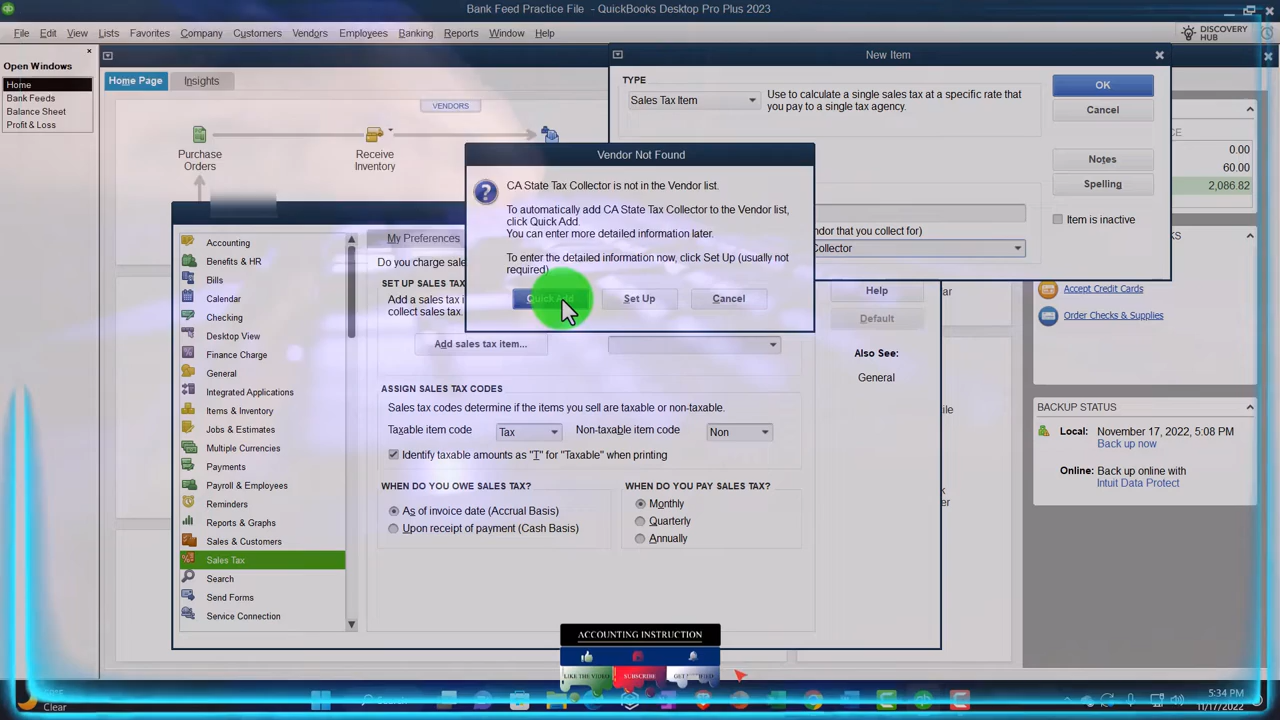 Bank Feed Practice File - QuickBooks Desktop Pro Plus 2023
File Edit View Lists Favorites Company Customers Vendors Employees Banking Reports Window Help
DISCOVERY
HUB
Open Windows
Home
Bank Feeds
Balance Sheet
Profit & Loss
Home Page
Insights
VENDORS
Purchase
Orders
Receive
Inventory
New Item
TYPE
Sales Tax Item
Use to calculate a single sales tax at a specific rate that
you pay to a single tax agency.
OK
Cancel
Notes
Spelling
Item is inactive
ndor that you collect for)
Collector
Vendor Not Found
CA State Tax Collector is not in the Vendor list.
To automatically add CA State Tax Collector to the Vendor list,
click Quick Add.
You can enter more detailed information later.
To enter the detailed information now, click Set Up (usually not
required)
Quick Add
Set Up
Cancel
Accounting
Benefits & HR
Bills
Calendar
Checking
Desktop View
Finance Charge
General
Integrated Applications
Items & Inventory
Jobs & Estimates
Multiple Currencies
Payments
Payroll & Employees
Reminders
Reports & Graphs
Sales & Customers
Sales Tax
Search
Send Forms
Service Connection
My Preferences
Do you charge sale
SET UP SALES TA
Add a sales tax i
collect sales tax.
Add sales tax item...
ASSIGN SALES TAX CODES
Sales tax codes determine if the items you sell are taxable or non-taxable.
Taxable item code
Tax
Non-taxable item code
Non
Identify taxable amounts as "T" for "Taxable" when printing
WHEN DO YOU OWE SALES TAX?
As of invoice date (Accrual Basis)
Upon receipt of payment (Cash Basis)
WHEN DO YOU PAY SALES TAX?
Monthly
Quarterly
Annually
Help
Default
Also See:
General
CE
0.00
60.00
2,086.82
KS
Accept Credit Cards
Order Checks & Supplies
BACKUP STATUS
Local:
November 17, 2022, 5:08 PM
Back up now
Online:
Back up online with
Intuit Data Protect
ACCOUNTING INSTRUCTION
LIKE THE VIDEO
SUBSCRIBE
Clear
5:34 PM
11/17/2022